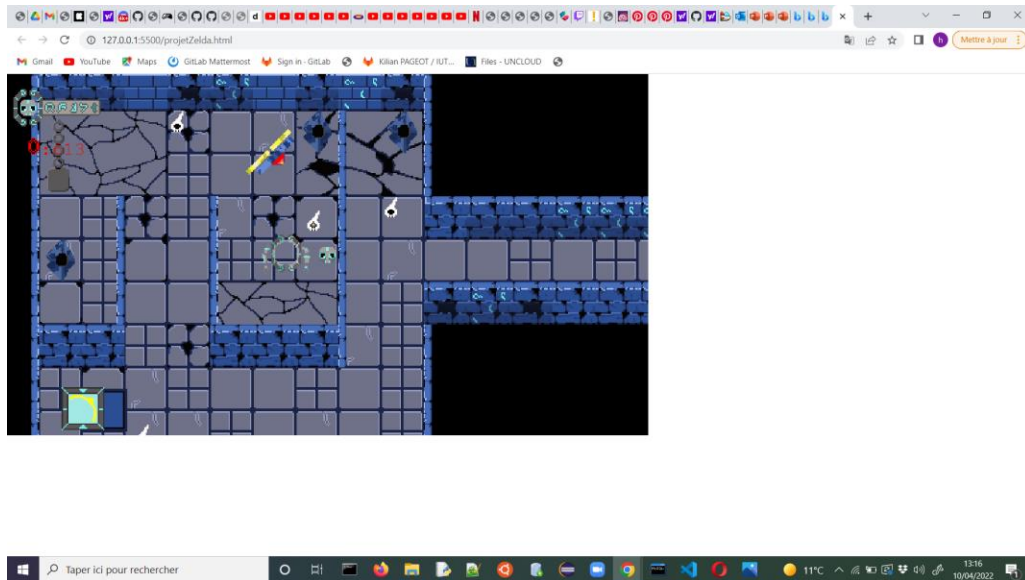 127.0.0.1:5500/projetZelda.html
Mettre à jour
Gmail YouTube Maps GitLab Mattermost Sign in · GitLab Kilian PAGEOT / IUT... Files - UNCLOUD
Taper ici pour rechercher
11°C
13:16
10/04/2022